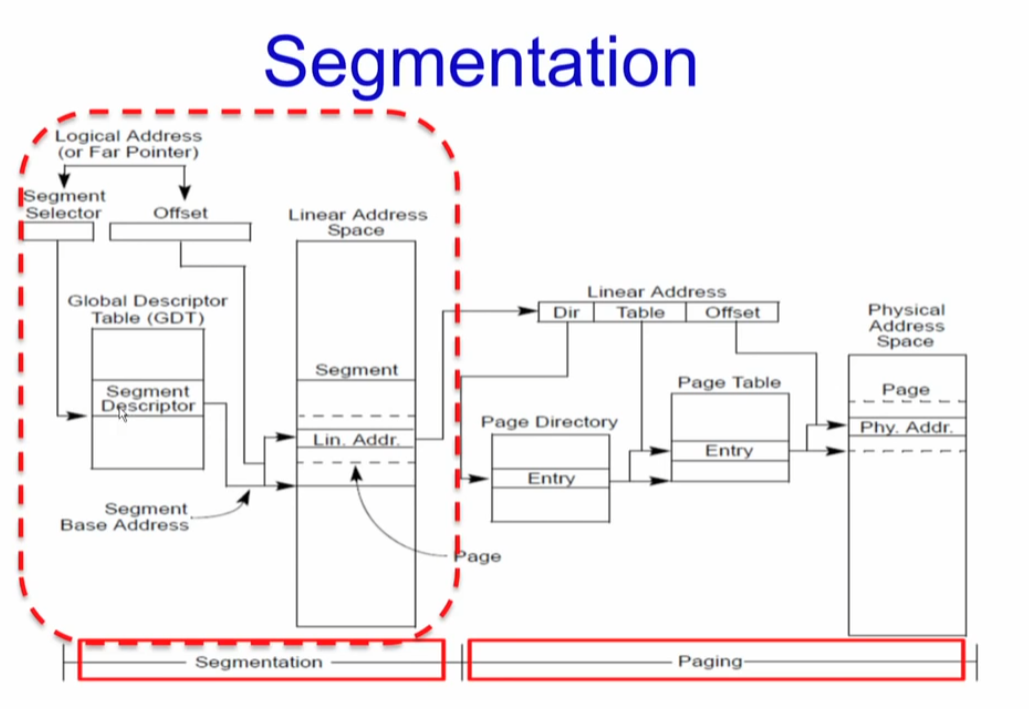 Segmentation
Logical Address
(or Far Pointer)
Segment
Selector
Offset
Linear Address
Space
Global Descriptor
Table (GDT)
Segment
Descriptor
Segment
Lin. Addr.
Segment
Base Address
Page
Linear Address
Dir
Table
Offset
Page Directory
Entry
Page Table
Entry
Physical
Address
Space
Page
Phy. Addr.
Segmentation
Paging